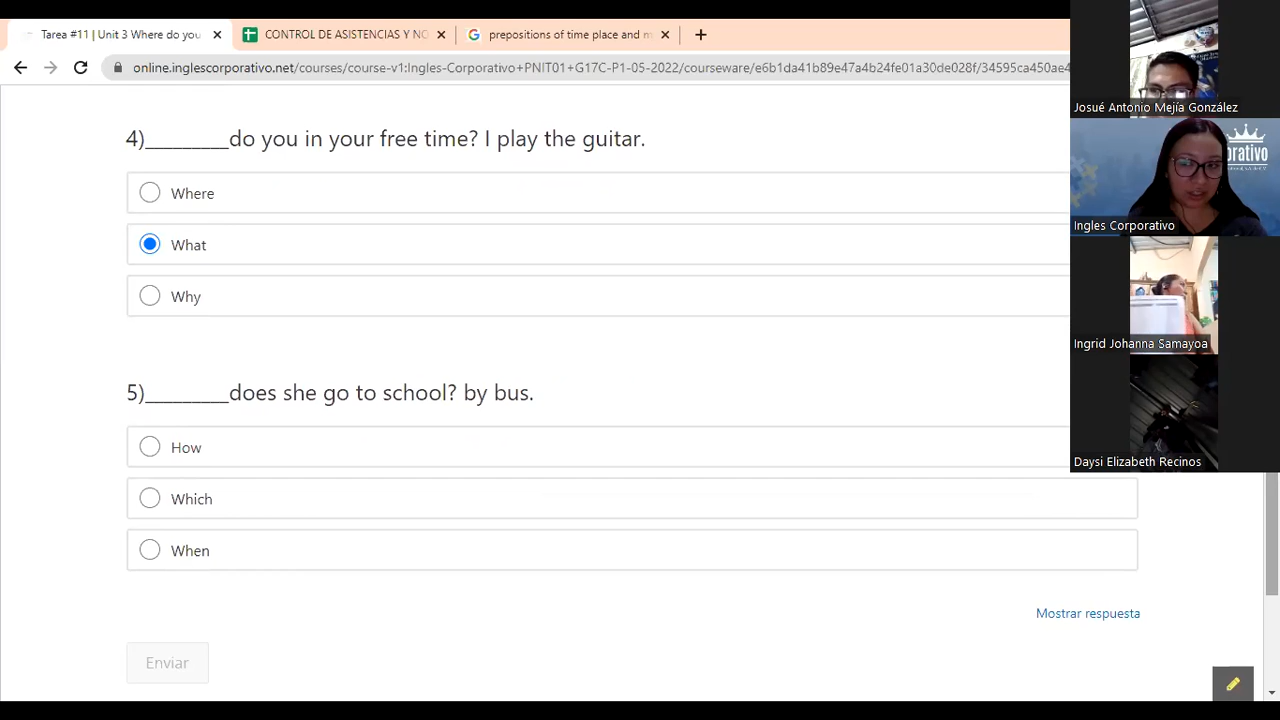 Tarea #11 | Unit 3 Where do you
CONTROL DE ASISTENCIAS Y NO
prepositions of time place and m
online.inglescorporativo.net/courses/course-v1:Ingles_Corporativo+PNIT01+G17C-P1-05-2022/courseware/e6b1da41b89e47a4b24fe01a30de028f/34595ca450ae4
4)________do you in your free time? I play the guitar.
Where
What
Why
5)________does she go to school? by bus.
How
Which
When
Mostrar respuesta
Enviar
Josué Antonio Mejía González
orativo
Ingles Corporativo
Ingrid Johanna Samayoa
Daysi Elizabeth Recinos